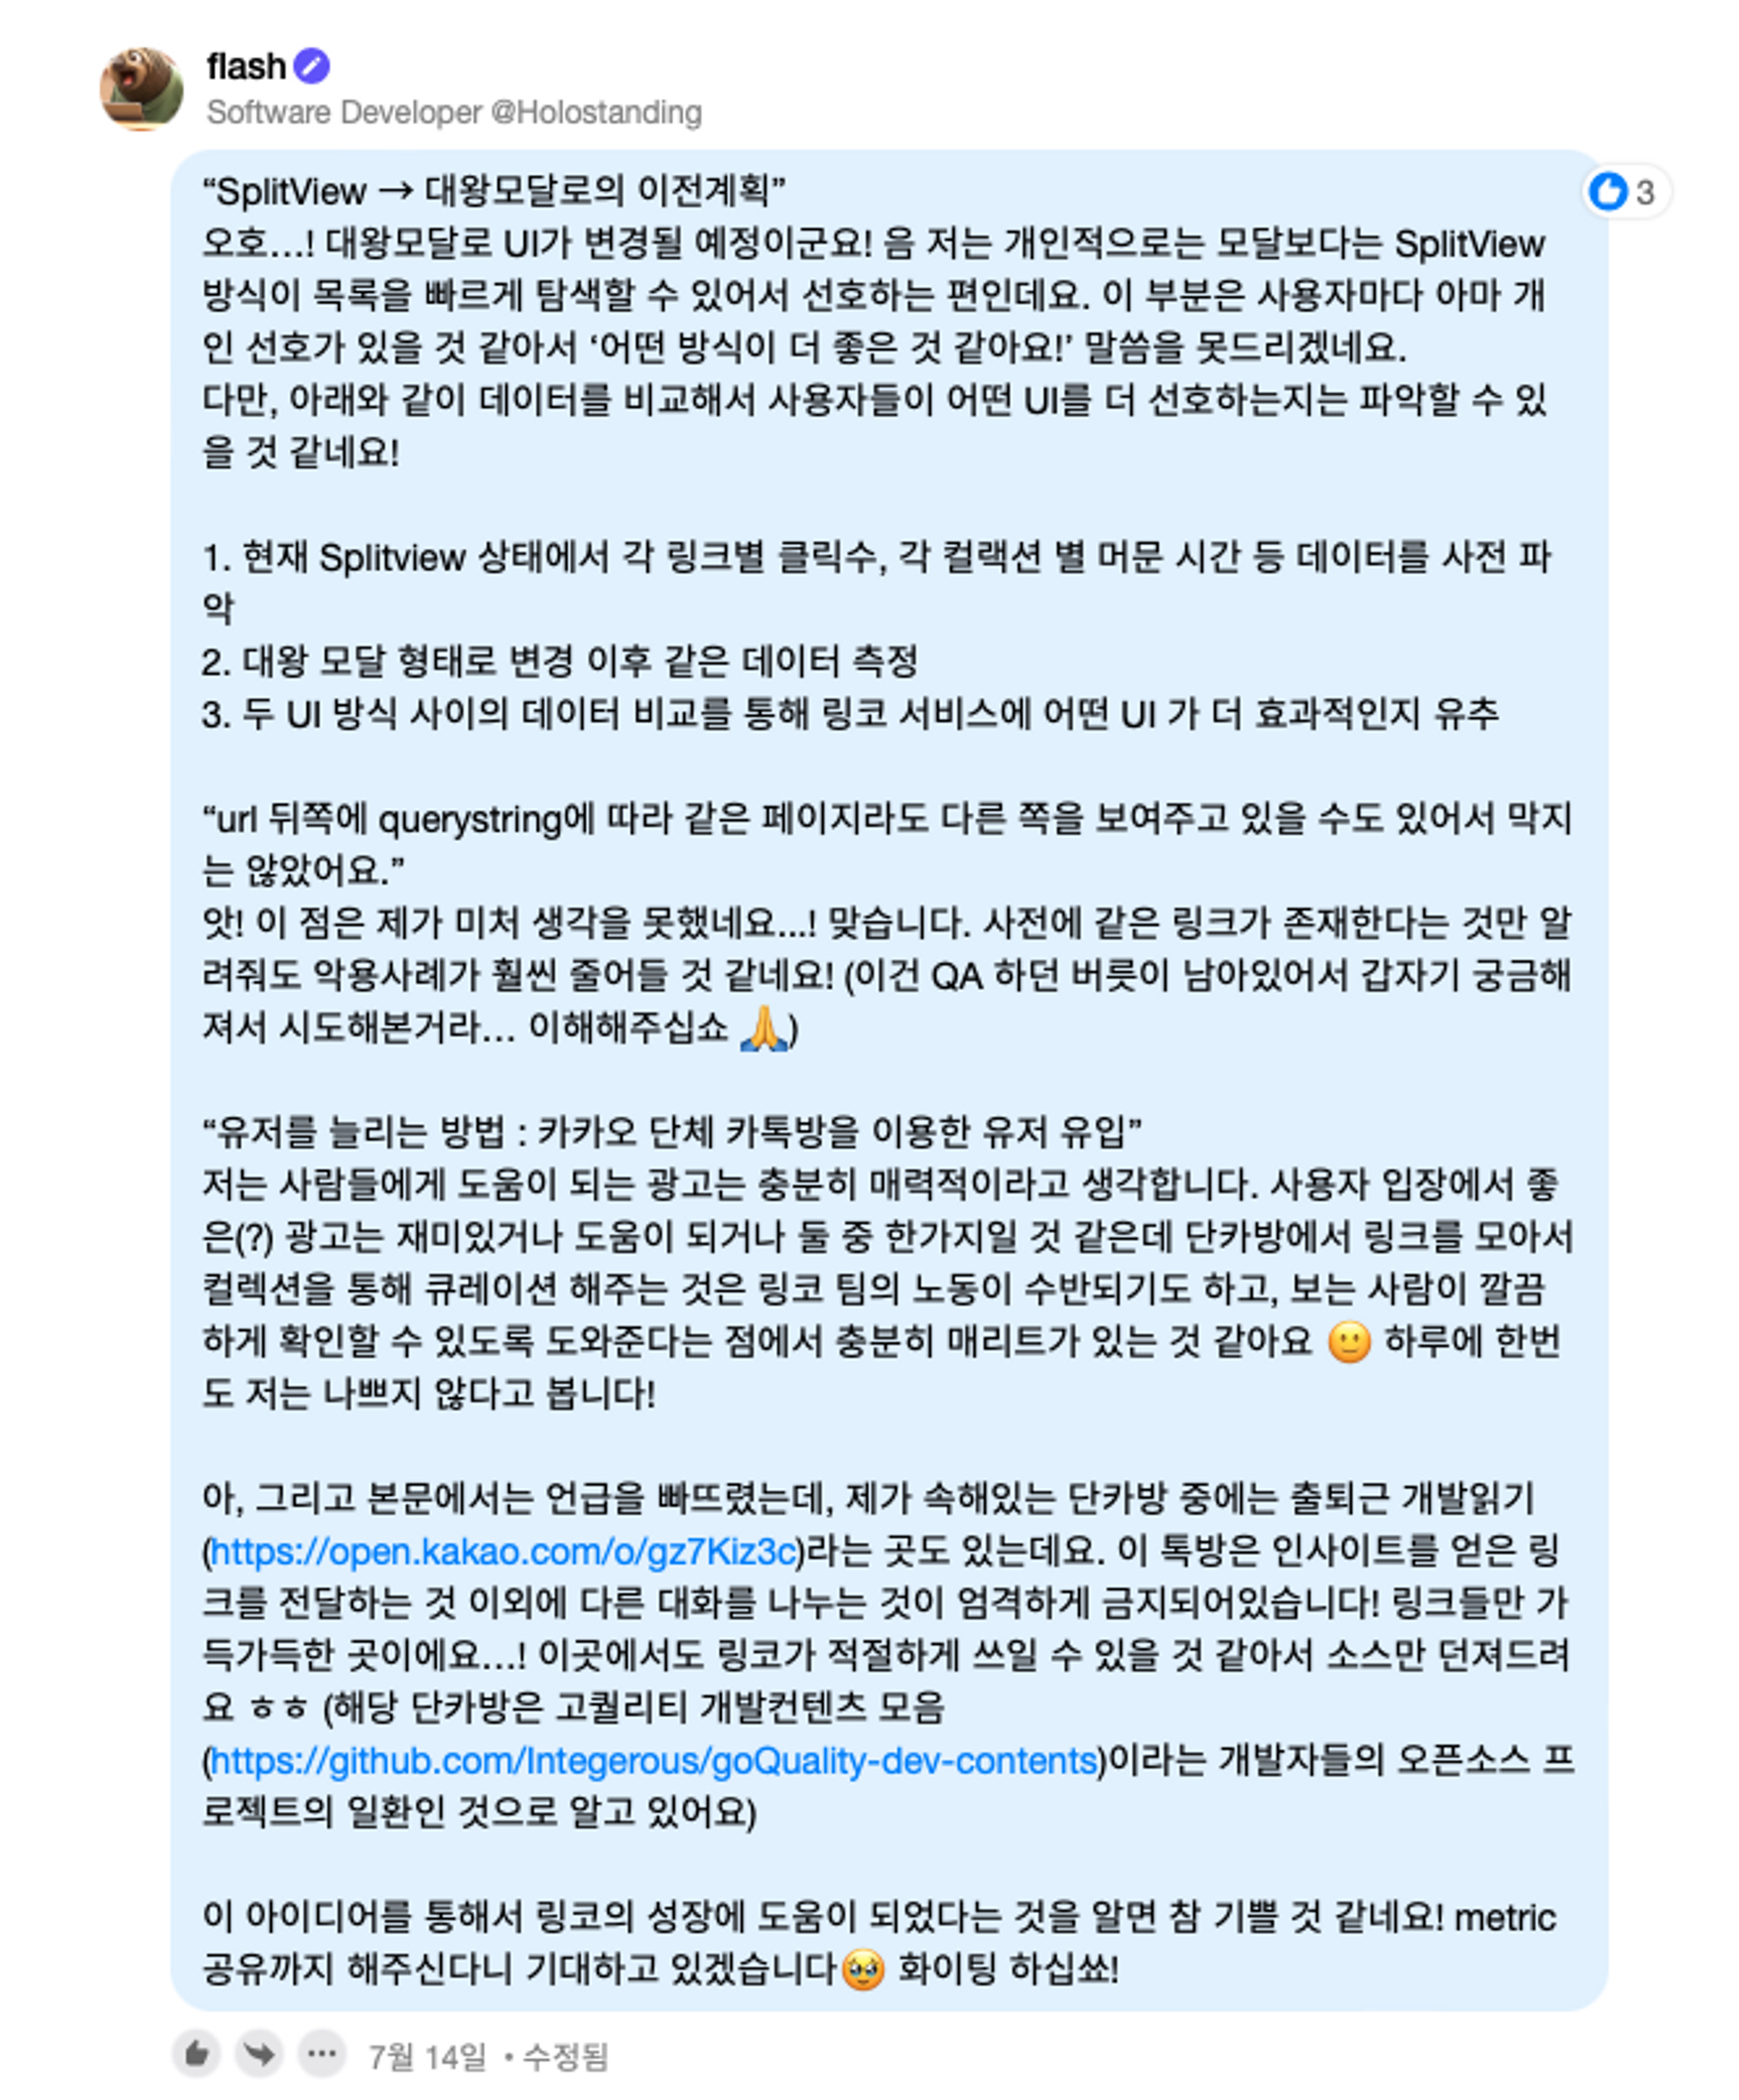 flash
Software Developer @Holostanding
“SplitView → 대왕모달로의 이전계획”
3
오호...! 대왕모달로 UI가 변경될 예정이군요! 음 저는 개인적으로는 모달보다는 SplitView
방식이 목록을 빠르게 탐색할 수 있어서 선호하는 편인데요. 이 부분은 사용자마다 아마 개
인 선호가 있을 것 같아서 ‘어떤 방식이 더 좋은 것 같아요!’ 말씀을 못드리겠네요.
다만, 아래와 같이 데이터를 비교해서 사용자들이 어떤 UI를 더 선호하는지는 파악할 수 있
을 것 같네요!
1. 현재 Splitview 상태에서 각 링크별 클릭수, 각 컬랙션 별 머문 시간 등 데이터를 사전 파
악
2. 대왕 모달 형태로 변경 이후 같은 데이터 측정
3. 두 UI 방식 사이의 데이터 비교를 통해 링코 서비스에 어떤 UI 가 더 효과적인지 유추
“url 뒤쪽에 querystring에 따라 같은 페이지라도 다른 쪽을 보여주고 있을 수도 있어서 막지
는 않았어요.”
앗! 이 점은 제가 미처 생각을 못했네요...! 맞습니다. 사전에 같은 링크가 존재한다는 것만 알
려줘도 악용사례가 훨씬 줄어들 것 같네요! (이건 QA 하던 버릇이 남아있어서 갑자기 궁금해
져서 시도해본거라... 이해해주십쇼 🙏)
“유저를 늘리는 방법 : 카카오 단체 카톡방을 이용한 유저 유입”
저는 사람들에게 도움이 되는 광고는 충분히 매력적이라고 생각합니다. 사용자 입장에서 좋
은(?) 광고는 재미있거나 도움이 되거나 둘 중 한가지일 것 같은데 단카방에서 링크를 모아서
컬렉션을 통해 큐레이션 해주는 것은 링코 팀의 노동이 수반되기도 하고, 보는 사람이 깔끔
하게 확인할 수 있도록 도와준다는 점에서 충분히 매리트가 있는 것 같아요 🙂 하루에 한번
도 저는 나쁘지 않다고 봅니다!
아, 그리고 본문에서는 언급을 빠뜨렸는데, 제가 속해있는 단카방 중에는 출퇴근 개발읽기
(https://open.kakao.com/o/gz7Kiz3c)라는 곳도 있는데요. 이 톡방은 인사이트를 얻은 링
크를 전달하는 것 이외에 다른 대화를 나누는 것이 엄격하게 금지되어있습니다! 링크들만 가
득가득한 곳이에요...! 이곳에서도 링코가 적절하게 쓰일 수 있을 것 같아서 소스만 던져드려
요 ㅎㅎ (해당 단카방은 고퀄리티 개발컨텐츠 모음
(https://github.com/Integerous/goQuality-dev-contents)이라는 개발자들의 오픈소스 프
로젝트의 일환인 것으로 알고 있어요)
이 아이디어를 통해서 링코의 성장에 도움이 되었다는 것을 알면 참 기쁠 것 같네요! metric
공유까지 해주신다니 기대하고 있겠습니다🥹 화이팅 하십쑈!
7월 14일 • 수정됨